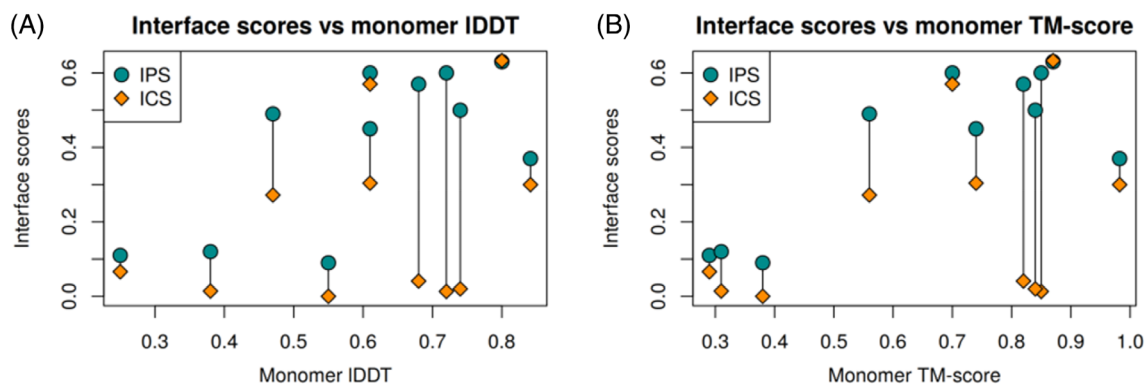 (A)
Interface scores vs monomer lDDT
IPS
ICS
Interface scores
0.0
0.2
0.4
0.6
0.3 0.4 0.5 0.6 0.7 0.8
Monomer lDDT
(B)
Interface scores vs monomer TM-score
IPS
ICS
Interface scores
0.0
0.2
0.4
0.6
0.3 0.4 0.5 0.6 0.7 0.8 0.9 1.0
Monomer TM-score